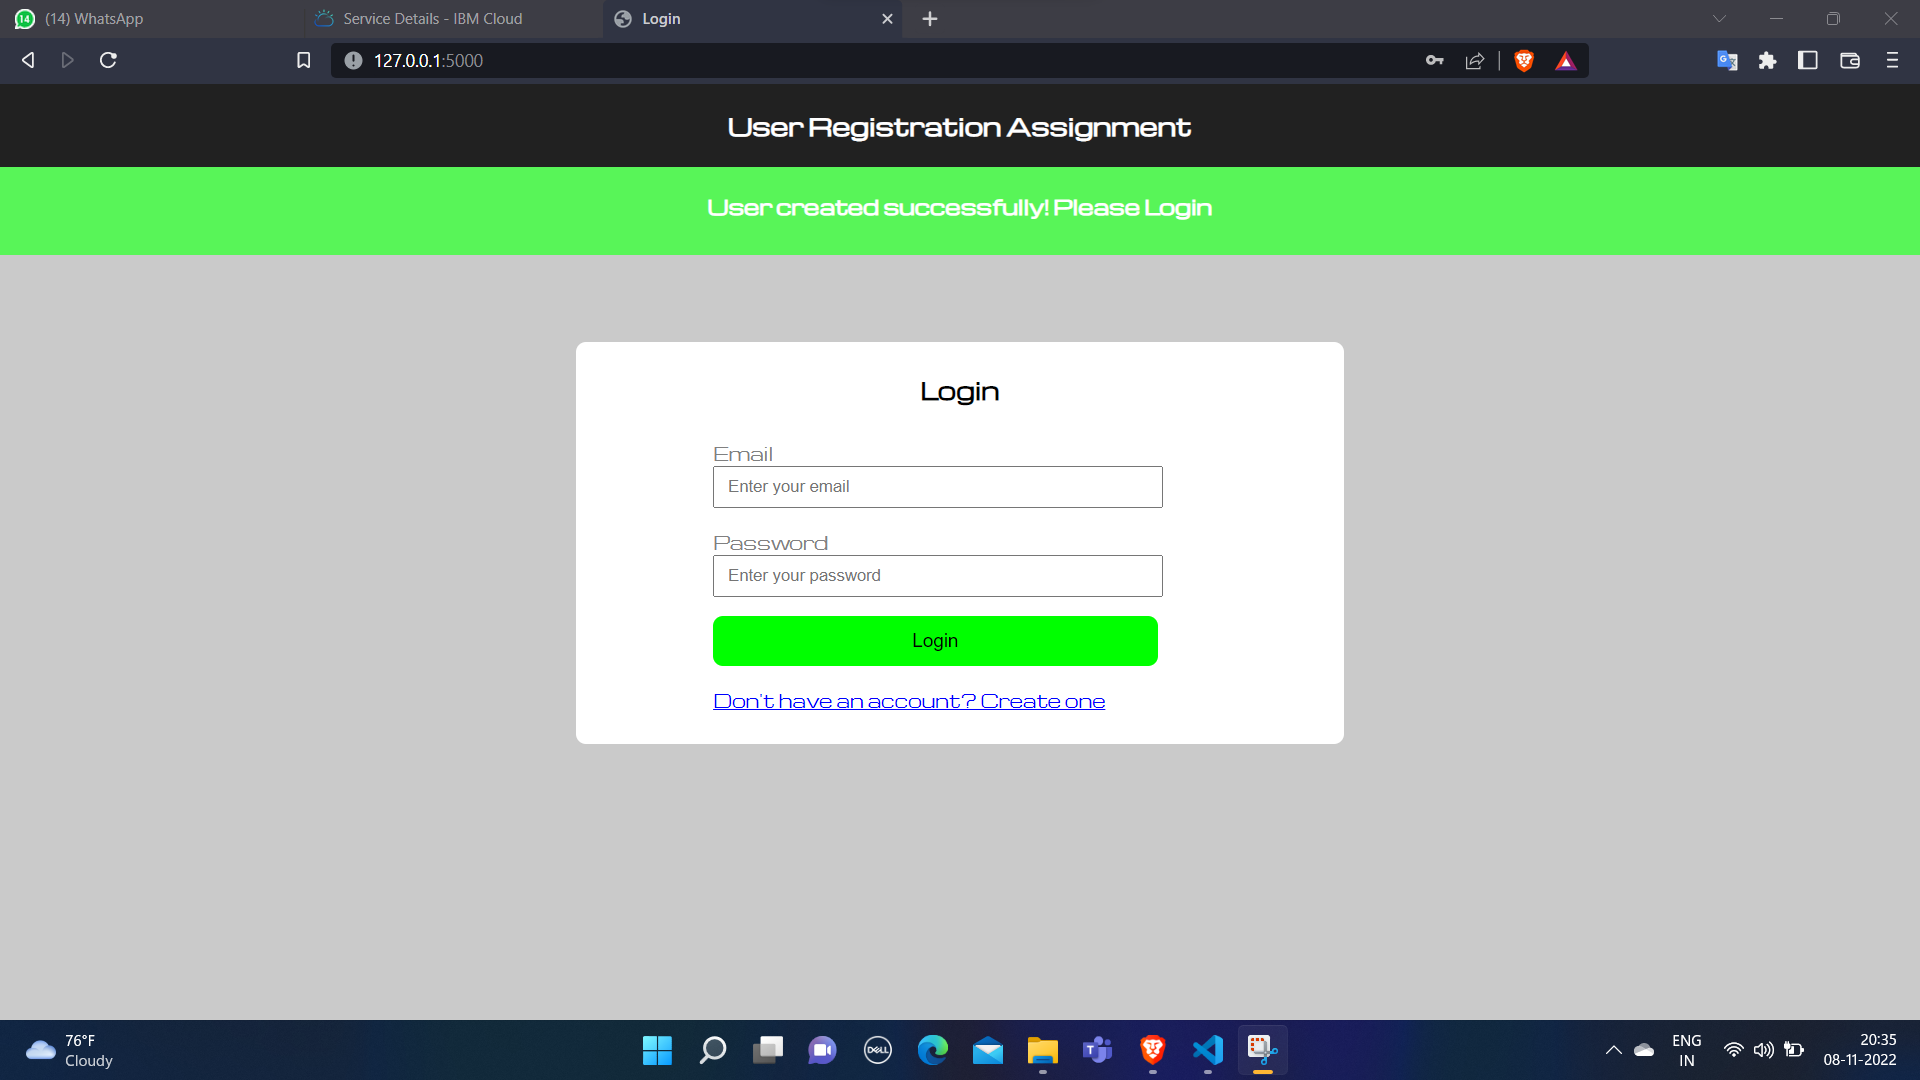 14 (14) WhatsApp
Service Details - IBM Cloud
Login
127.0.0.1:5000
User Registration Assignment
User created successfully! Please Login
Login
Email
Enter your email
Password
Enter your password
Login
Don't have an account? Create one
76°F
Cloudy
DELL
T
ENG
IN
20:35
08-11-2022